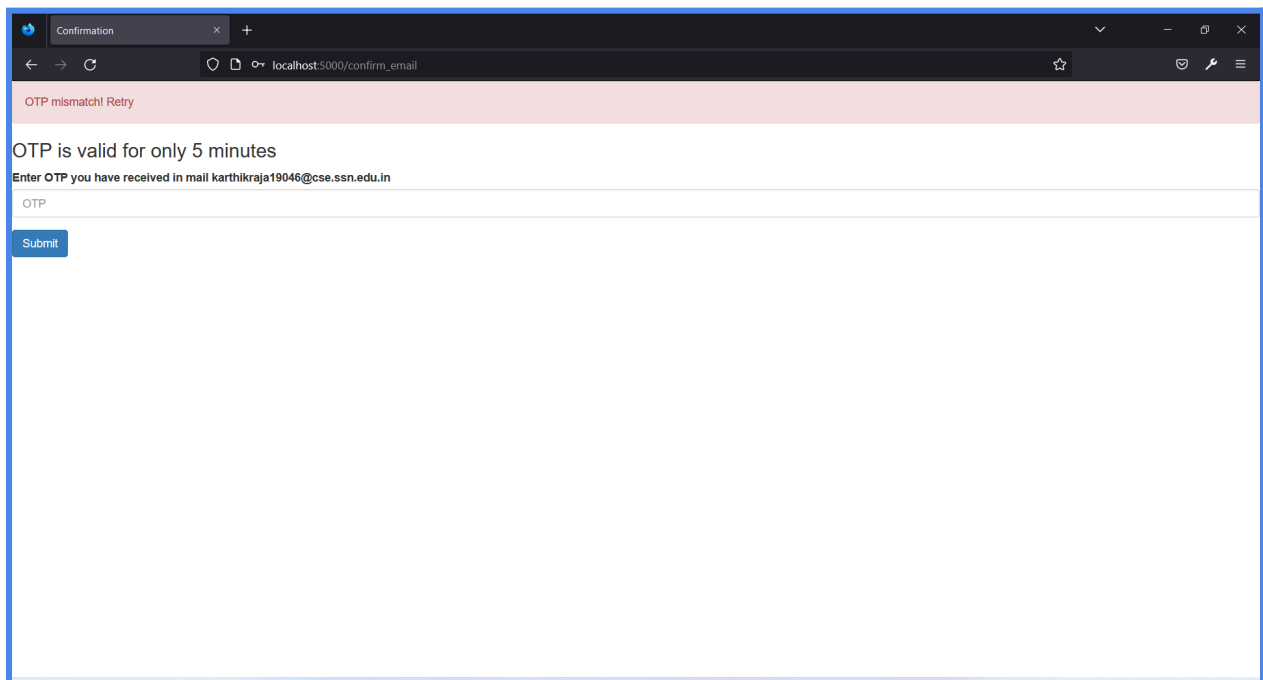 Confirmation
localhost:5000/confirm_email
OTP mismatch! Retry
OTP is valid for only 5 minutes
Enter OTP you have received in mail karthikraja19046@cse.ssn.edu.in
OTP
Submit